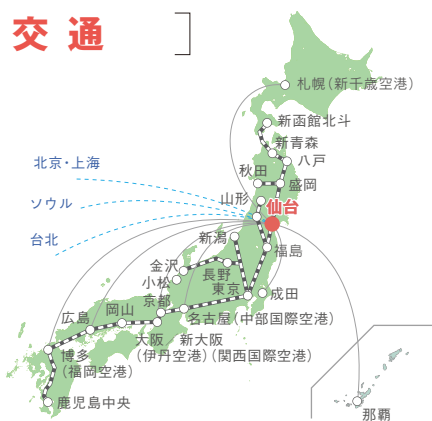 交通
札幌（新千歳空港）
新函館北斗
新青森
八戸
秋田
盛岡
北京・上海
山形
仙台
ソウル
台北
新潟
福島
金沢
長野
小松
東京
成田
京都
岡山
広島
名古屋（中部国際空港）
大阪 新大阪
（伊丹空港）（関西国際空港）
博多
（福岡空港）
鹿児島中央
那覇